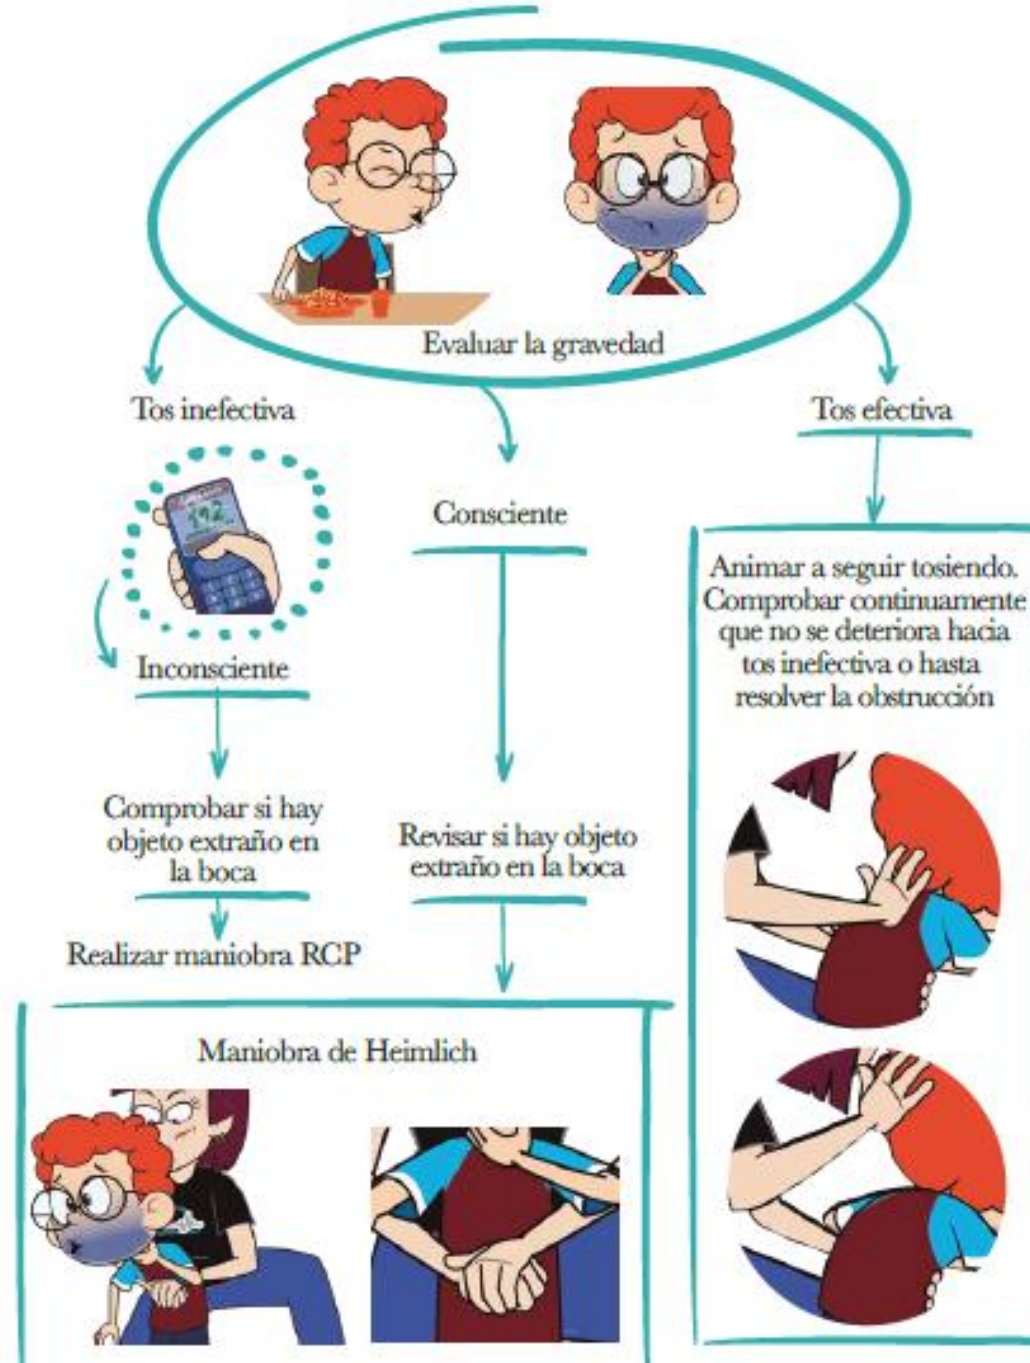 Evaluar la gravedad
Tos inefectiva
Inconsciente
Comprobar si hay
objeto extraño en
la boca
Realizar maniobra RCP
Consciente
Revisar si hay objeto
extraño en la boca
Maniobra de Heimlich
Tos efectiva
Animar a seguir tosiendo.
Comprobar continuamente
que no se deteriora hacia
tos inefectiva o hasta
resolver la obstrucción